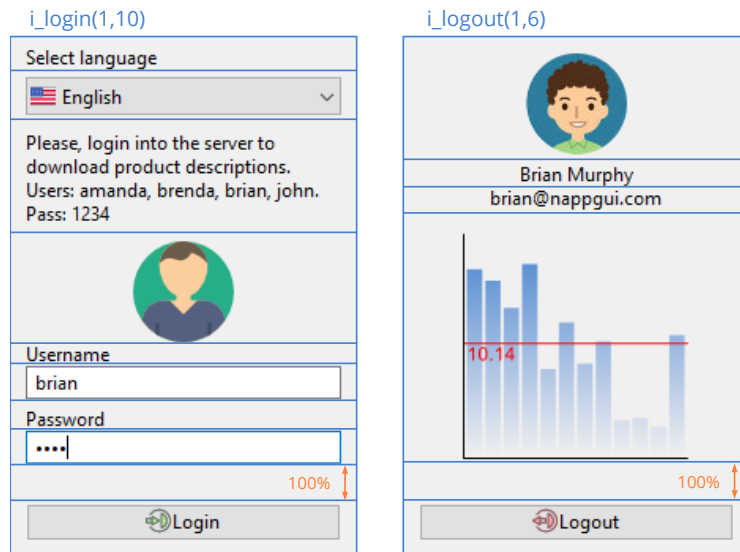 i_login(1,10)
Select language
English
Please, login into the server to
download product descriptions.
Users: amanda, brenda, brian, john.
Pass: 1234
Username
brian
Password
••••
100%
Login
i_logout(1,6)
Brian Murphy
brian@nappgui.com
10.14
100%
Logout